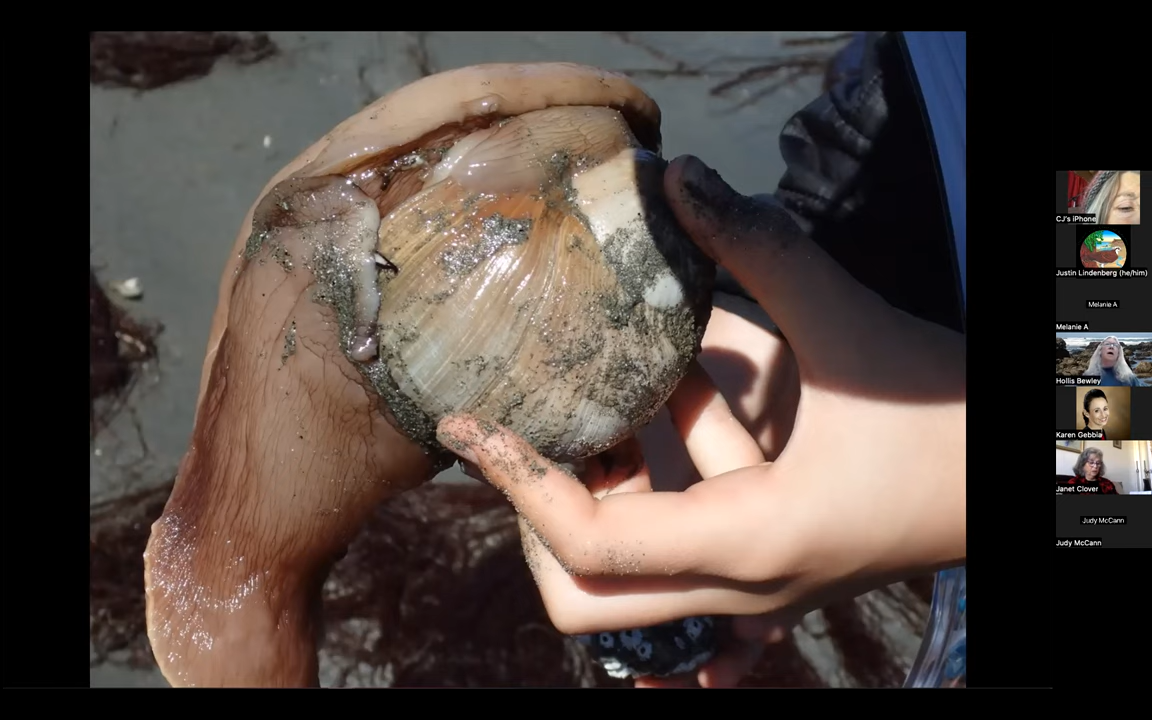 CJ's iPhone
Justin Lindenberg (he/him)
Melanie A
Melanie A
Hollis Bewley
Karen Gebbia
Janet Clover
Judy McCann
Judy McCann